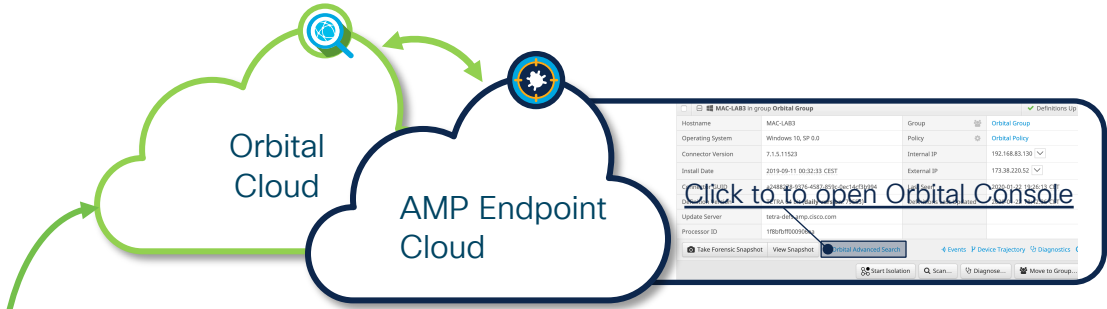 Orbital
Cloud
AMP Endpoint
Cloud
MAC-LAB3 in group Orbital Group
Definitions Up
Hostname MAC-LAB3 Group Orbital Group
Operating System Windows 10, SP 0.0 Policy Orbital Policy
Connector Version 7.1.5.11523 Internal IP 192.168.83.130
Install Date 2019-09-11 00:32:33 CEST External IP 173.38.220.52
Click to to open Orbital Console
Update Server tetra-defs.amp.cisco.com
Processor ID
Take Forensic Snapshot View Snapshot Orbital Advanced Search Events Device Trajectory Diagnostics
Start Isolation Scan... Diagnose... Move to Group...